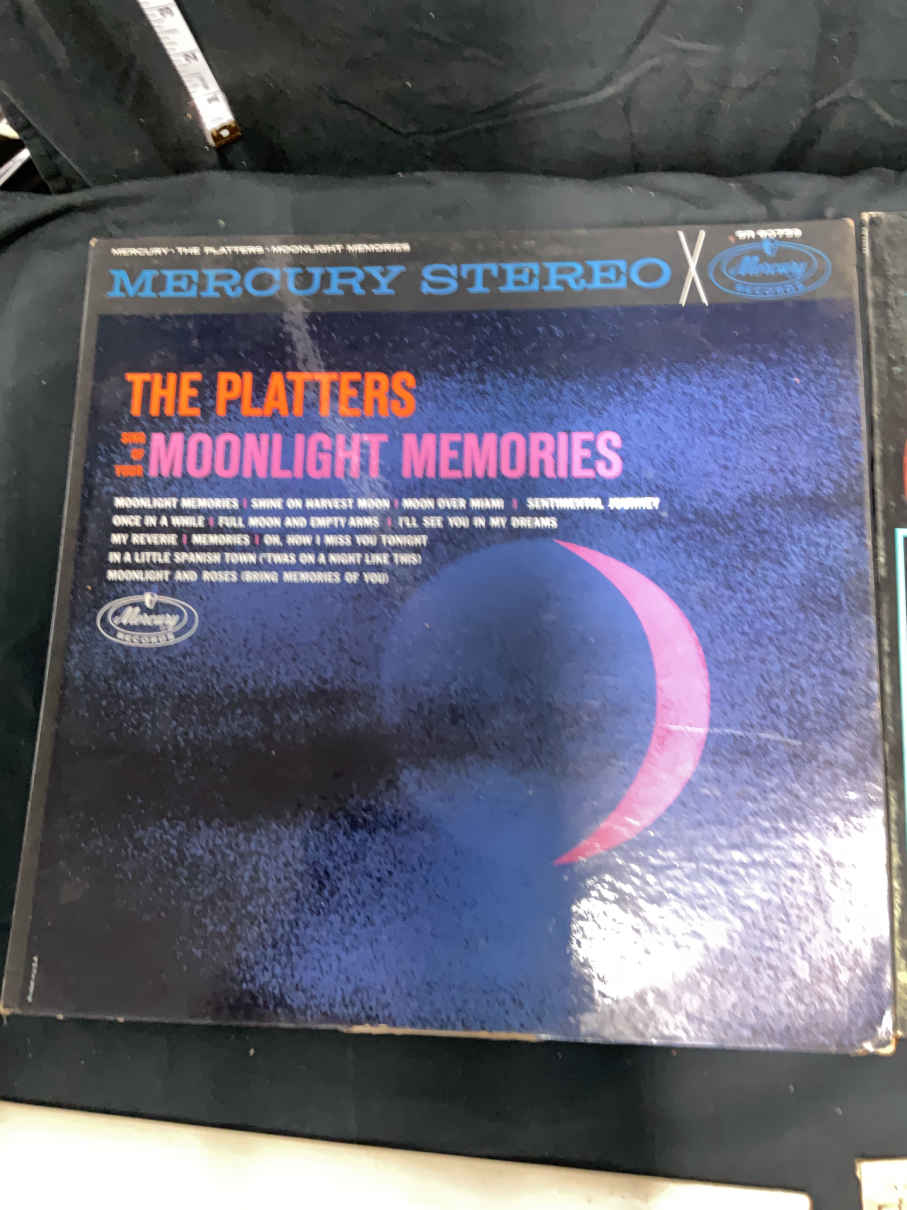 MERCURY • THE PLATTERS • MOONLIGHT MEMORIES
MERCURY STEREO
Mercury
RECORDS
THE PLATTERS
SING
OF
YOUR
MOONLIGHT MEMORIES
MOONLIGHT MEMORIES | SHINE ON HARVEST MOON | MOON OVER MIAMI | SENTIMENTAL JOURNEY
ONCE IN A WHILE | FULL MOON AND EMPTY ARMS | I'LL SEE YOU IN MY DREAMS
MY REVERIE | MEMORIES | OH, HOW I MISS YOU TONIGHT
IN A LITTLE SPANISH TOWN ('TWAS ON A NIGHT LIKE THIS)
MOONLIGHT AND ROSES (BRING MEMORIES OF YOU)
Mercury
RECORDS